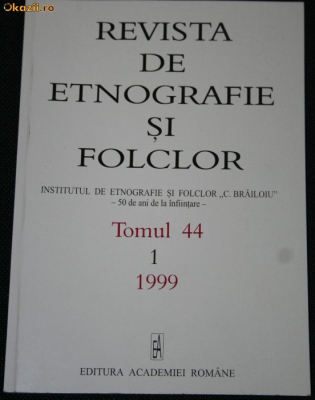 Okazii.ro
REVISTA
DE
ETNOGRAFIE
ȘI
FOLCLOR
INSTITUTUL DE ETNOGRAFIE ȘI FOLCLOR „C. BRĂILOIU”
– 50 de ani de la înființare –
Tomul 44
1
1999
EA
EDITURA ACADEMIEI ROMÂNE